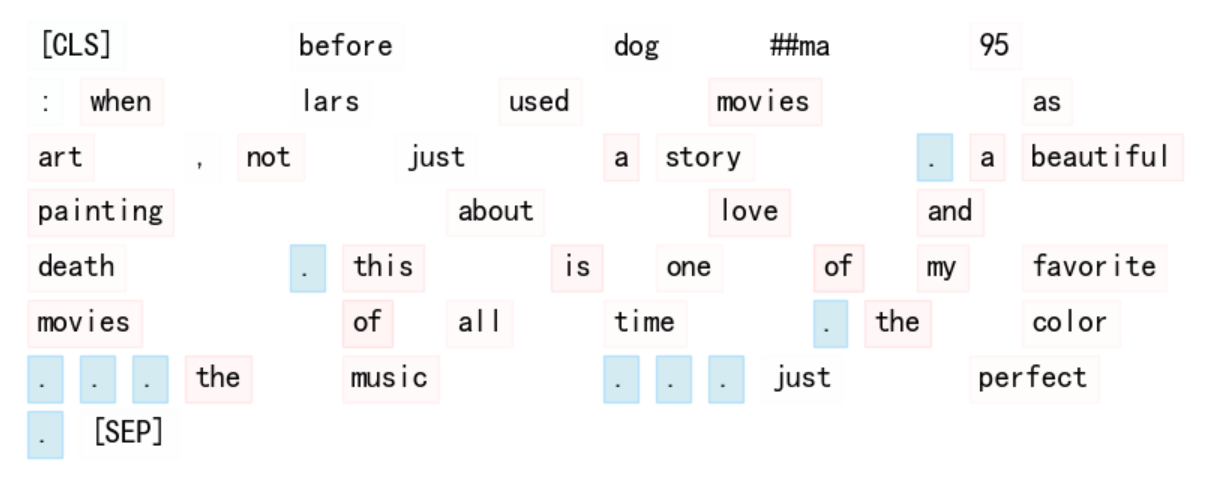 [CLS] before dog ##ma 95
: when lars used movies as
art , not just a story . a beautiful
painting about love and
death . this is one of my favorite
movies of all time . the color
. . . the music . . . just perfect
. [SEP]